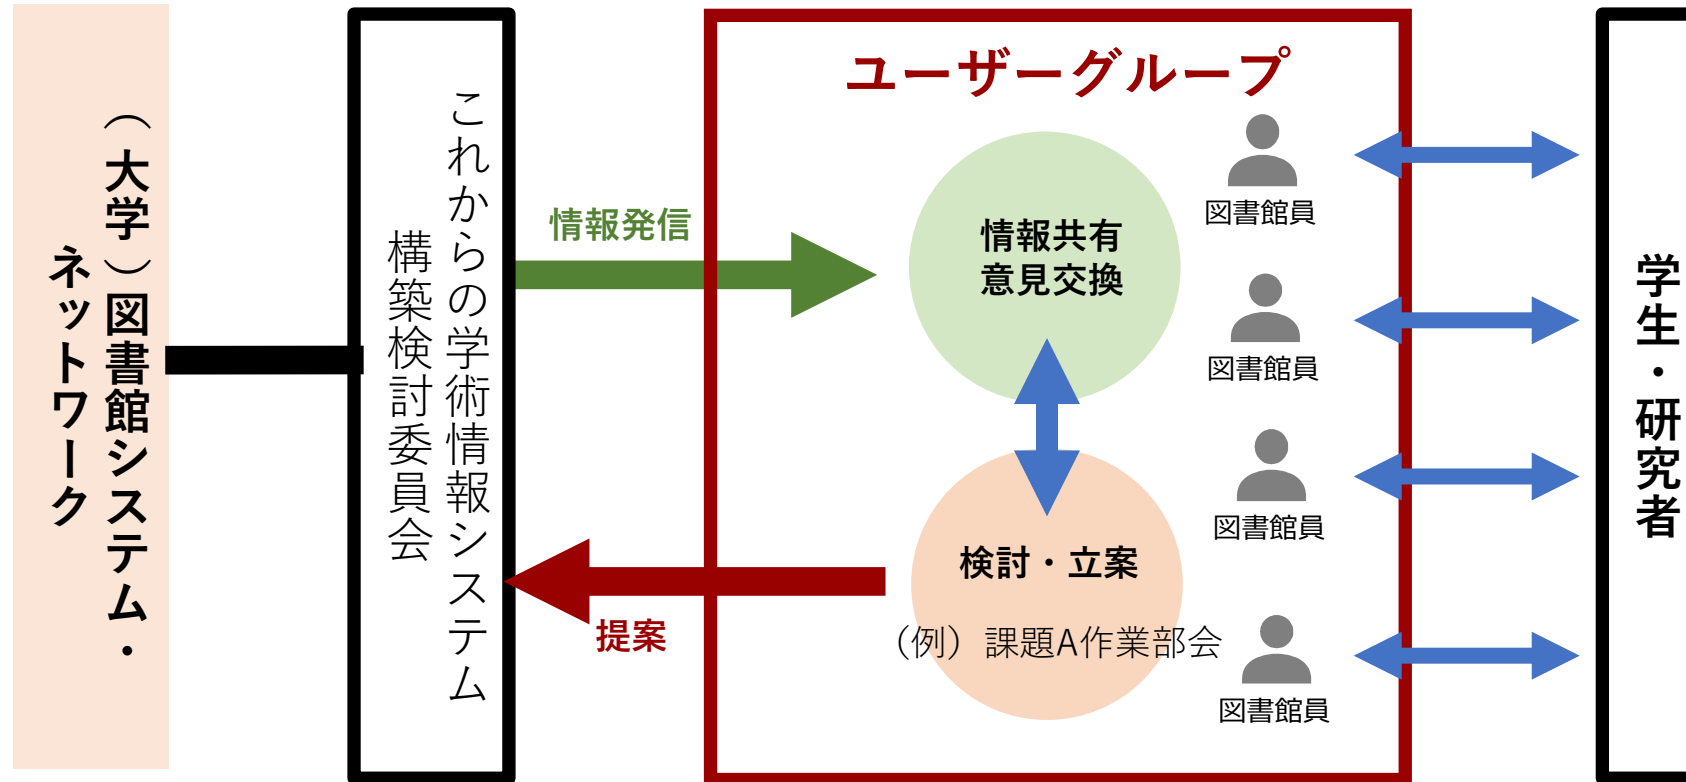 （大学）図書館システム・
ネットワーク
これからの学術情報システム
構築検討委員会
情報発信
提案
ユーザーグループ
情報共有
意見交換
検討・立案
（例）課題A作業部会
図書館員
図書館員
図書館員
図書館員
学生・研究者